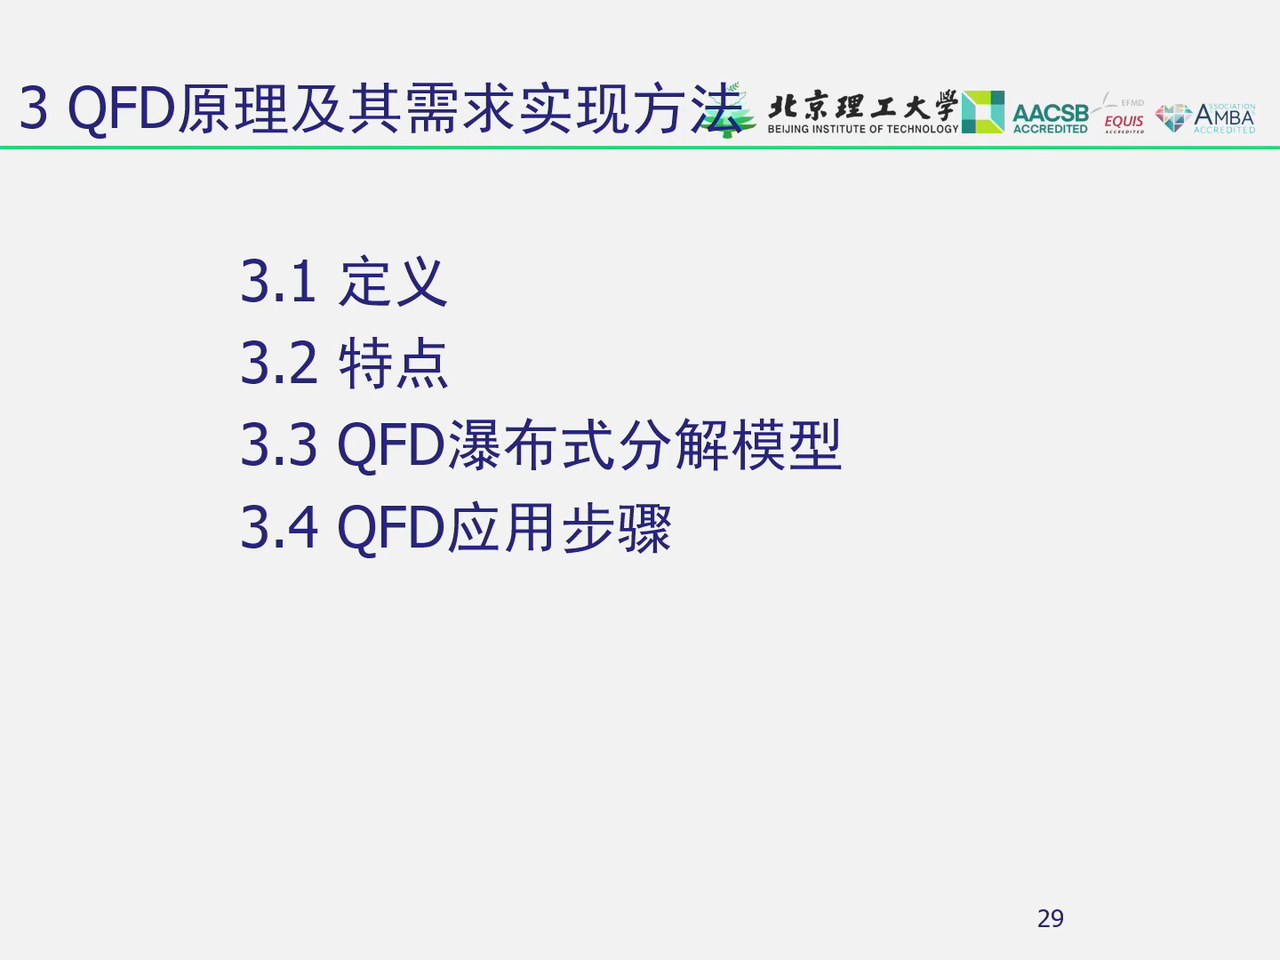 3 QFD原理及其需求实现方法
北京理工大学
BEIJING INSTITUTE OF TECHNOLOGY
AACSB
ACCREDITED
EFMD
EQUIS
ACCREDITED
ASSOCIATION
AMBA
ACCREDITED
3.1 定义
3.2 特点
3.3 QFD瀑布式分解模型
3.4 QFD应用步骤
29